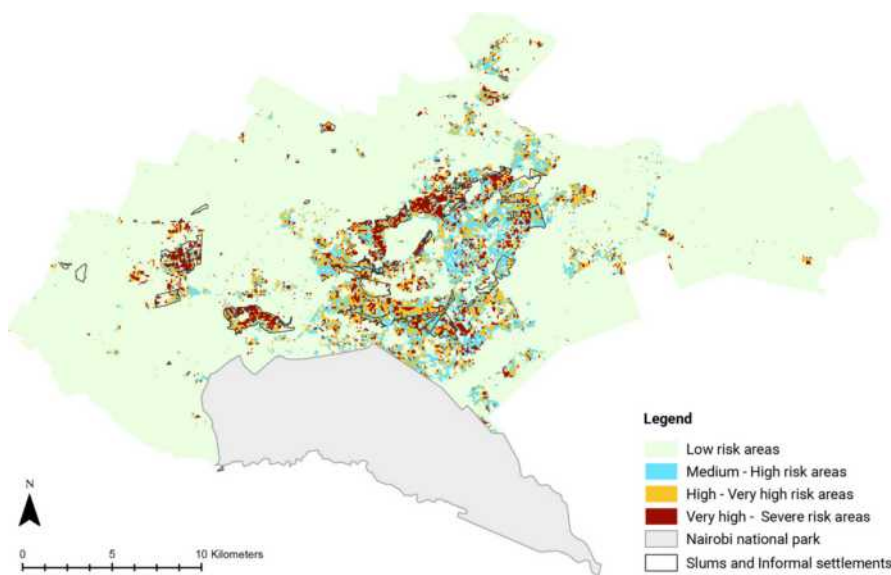 Legend
Low risk areas
Medium - High risk areas
High - Very high risk areas
Very high - Severe risk areas
Nairobi national park
Slums and Informal settlements
N
0 5 10 Kilometers